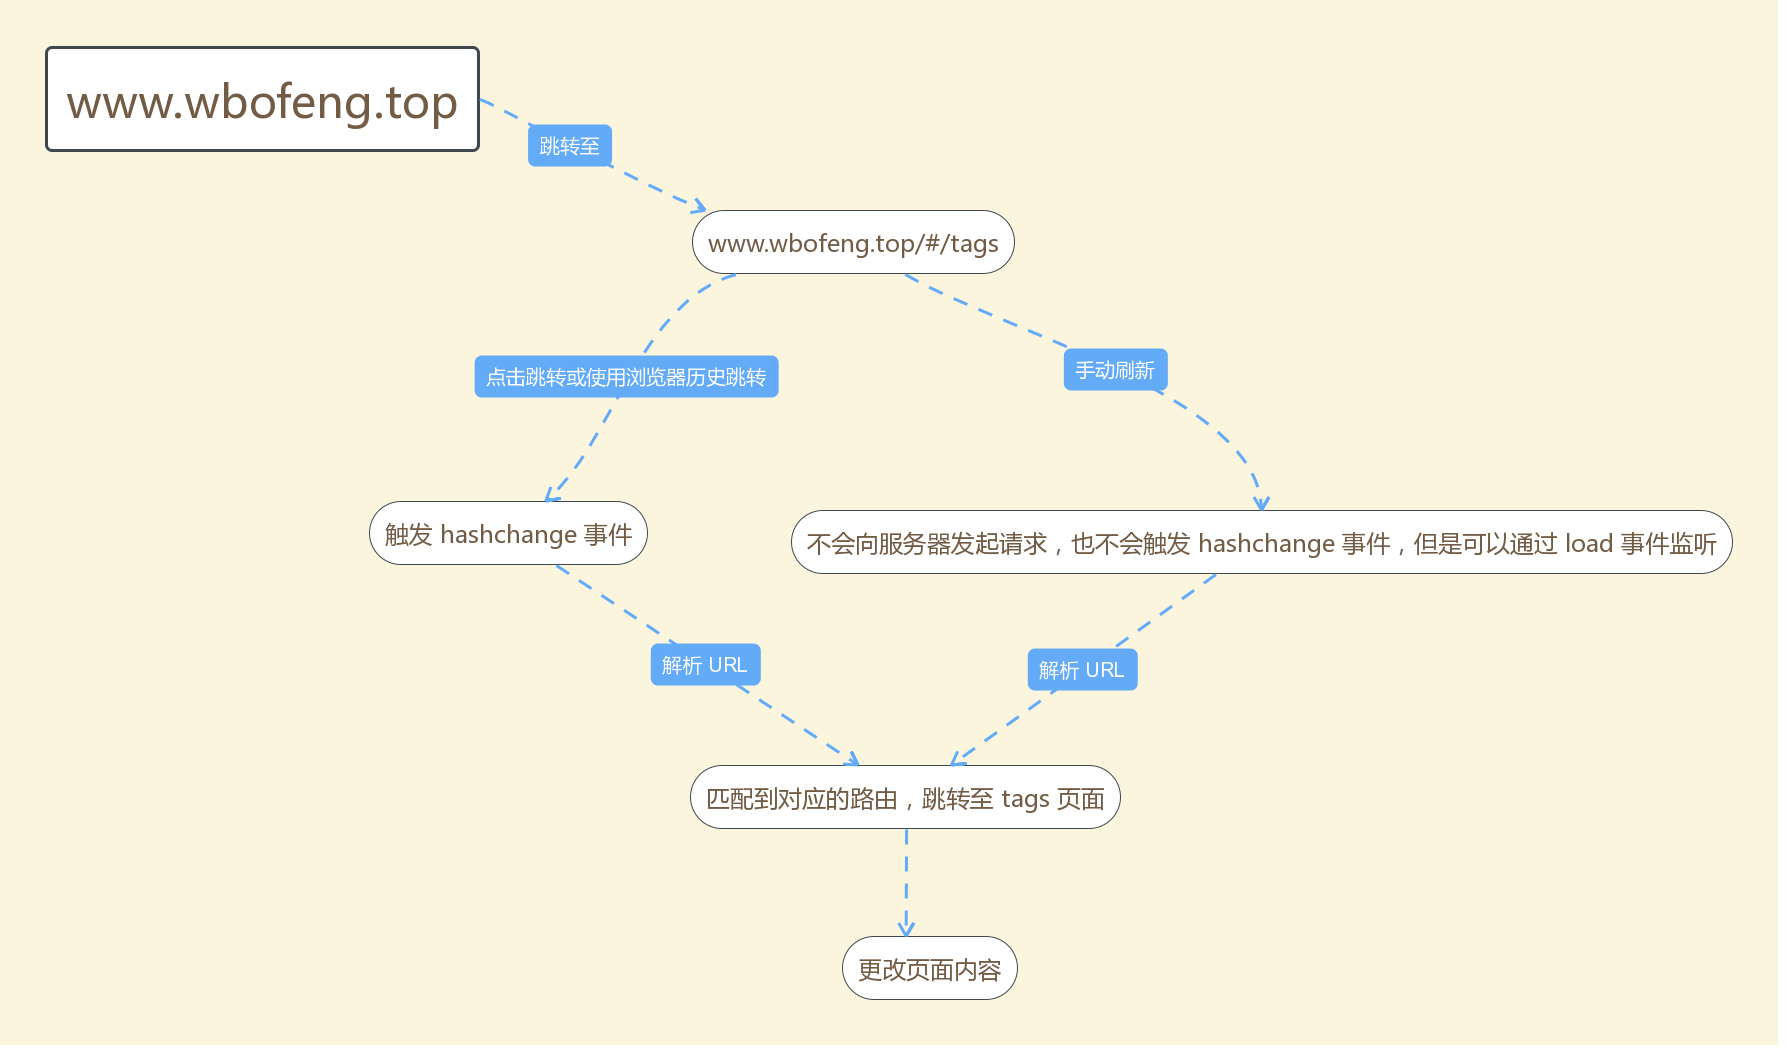 www.wbofeng.top
跳转至
www.wbofeng.top/#/tags
点击跳转或使用浏览器历史跳转
手动刷新
触发 hashchange 事件
不会向服务器发起请求，也不会触发 hashchange 事件，但是可以通过 load 事件监听
解析 URL
解析 URL
匹配到对应的路由，跳转至 tags 页面
更改页面内容